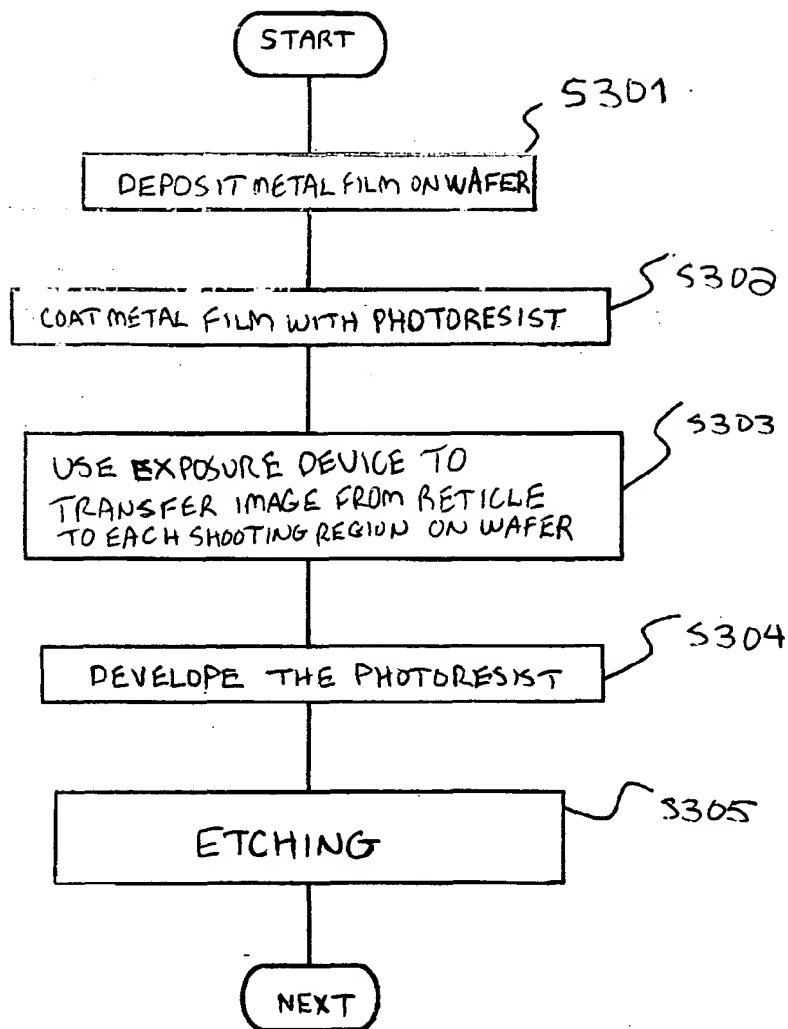 START
S301
DEPOSIT METAL FILM ON WAFER
S302
COAT METAL FILM WITH PHOTORESIST
S303
USE EXPOSURE DEVICE TO
TRANSFER IMAGE FROM RETICLE
TO EACH SHOOTING REGION ON WAFER
S304
DEVELOPE THE PHOTORESIST
S305
ETCHING
NEXT